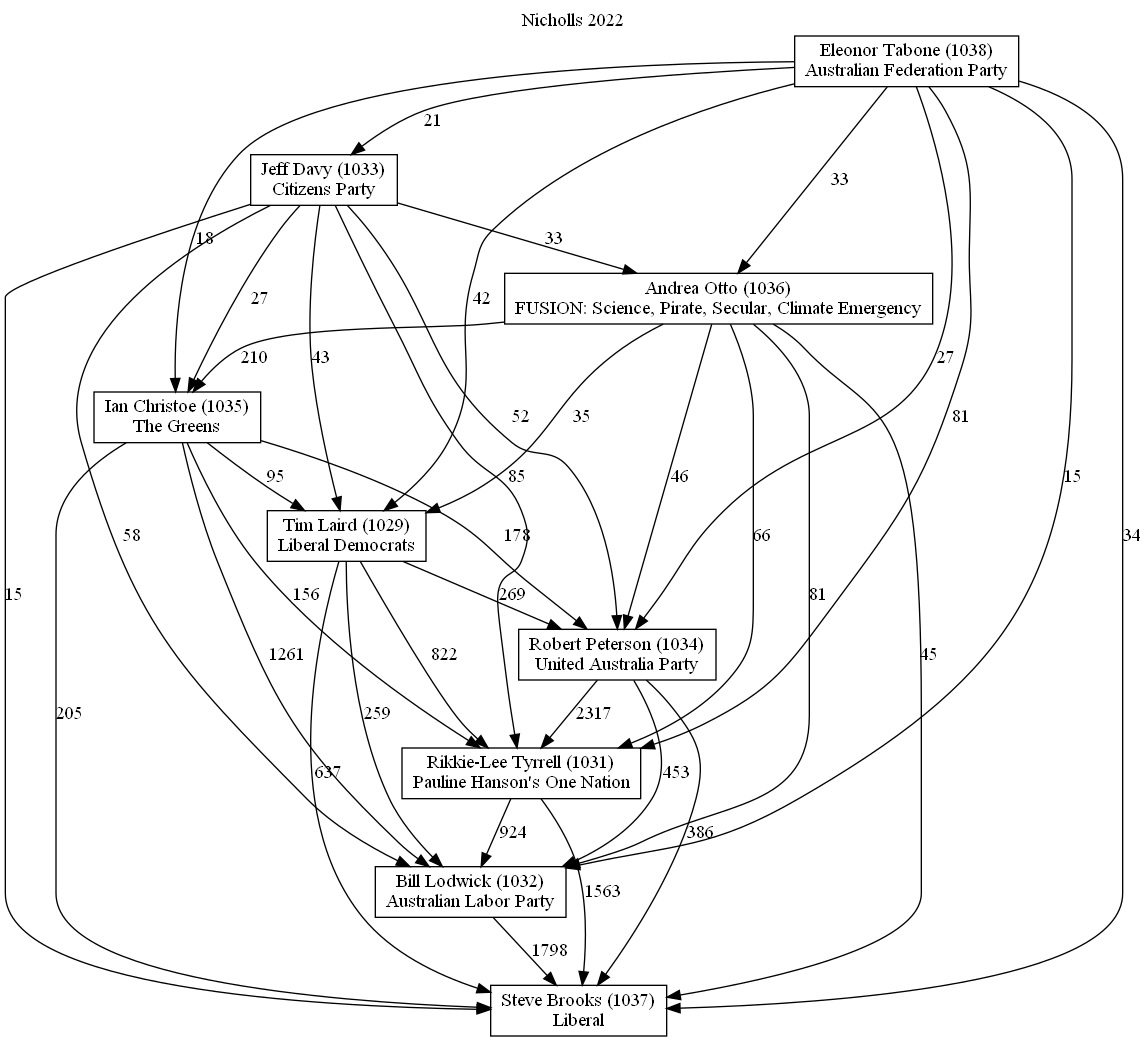 Nicholls 2022
Eleonor Tabone (1038)
Australian Federation Party
21
Jeff Davy (1033)
Citizens Party
33
18
33
Andrea Otto (1036)
FUSION: Science, Pirate, Secular, Climate Emergency
27
42
210
43
27
Ian Christoe (1035)
The Greens
52
35
81
95
85
46
15
Tim Laird (1029)
Liberal Democrats
58
178
66
34
15
156
269
81
Robert Peterson (1034)
United Australia Party
1261
822
45
205
259
2317
Rikkie-Lee Tyrrell (1031)
Pauline Hanson's One Nation
637
453
924
386
Bill Lodwick (1032)
Australian Labor Party
1563
1798
Steve Brooks (1037)
Liberal